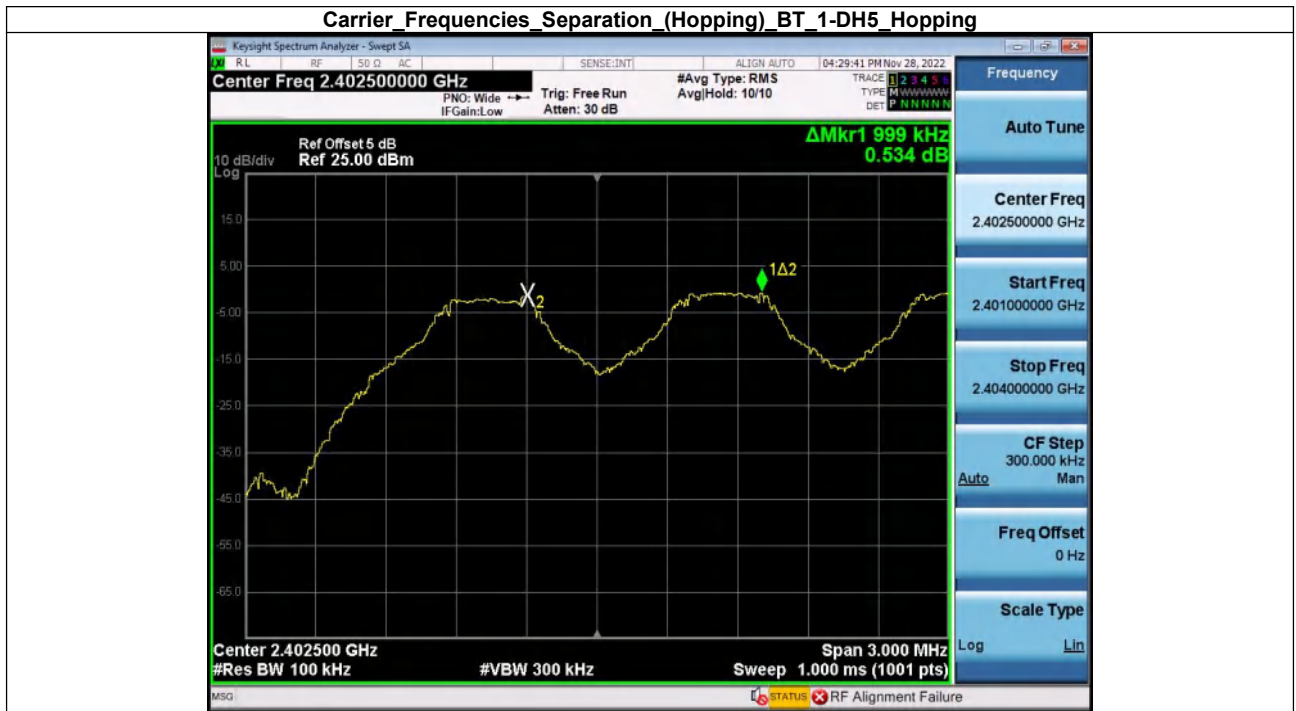 Carrier_Frequencies_Separation_(Hopping)_BT_1-DH5_Hopping
Keysight Spectrum Analyzer - Swept SA
RL RF 50 Ω AC SENSE:INT ALIGN AUTO 04:29:41 PM Nov 28, 2022
Center Freq 2.402500000 GHz
PNO: Wide
IFGain:Low
Trig: Free Run
Atten: 30 dB
#Avg Type: RMS
Avg|Hold: 10/10
TRACE 1 2 3 4 5 6
TYPE M W W W W W
DET P N N N N N
ΔMkr1 999 kHz
0.534 dB
Ref Offset 5 dB
Ref 25.00 dBm
10 dB/div
Log
15.0
5.00
-5.00
-15.0
-25.0
-35.0
-45.0
-55.0
-65.0
1Δ2
2
Center 2.402500 GHz
#Res BW 100 kHz
#VBW 300 kHz
Span 3.000 MHz
Sweep 1.000 ms (1001 pts)
Frequency
Auto Tune
Center Freq
2.402500000 GHz
Start Freq
2.401000000 GHz
Stop Freq
2.404000000 GHz
CF Step
300.000 kHz
Auto Man
Freq Offset
0 Hz
Scale Type
Log Lin
MSG
STATUS RF Alignment Failure